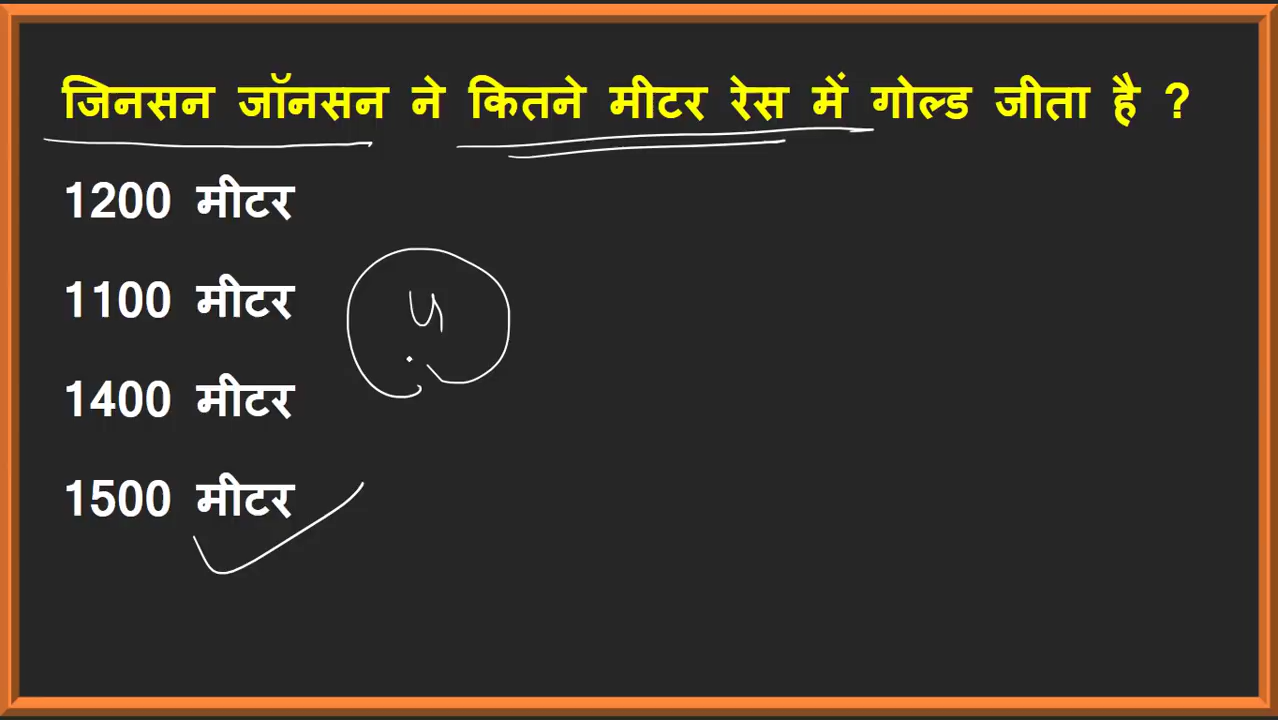 जिनसन जॉनसन ने कितने मीटर रेस में गोल्ड जीता है ?
1200 मीटर
1100 मीटर
1400 मीटर
1500 मीटर